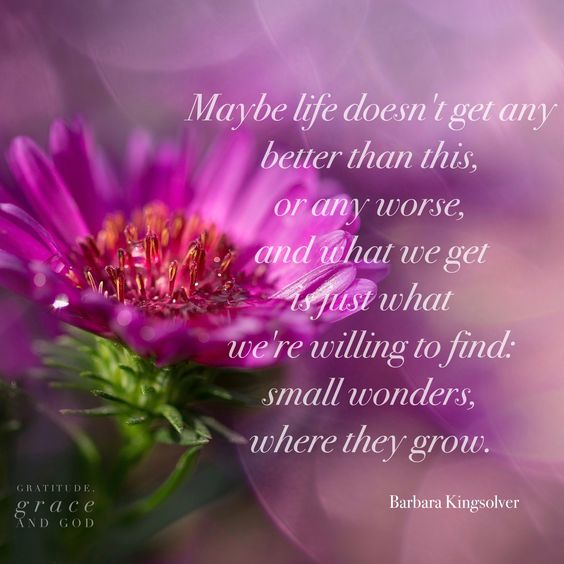 Maybe life doesn't get any
better than this,
or any worse,
and what we get
is just what
we're willing to find:
small wonders,
where they grow.
Barbara Kingsolver
GRATITUDE,
grace
AND GOD